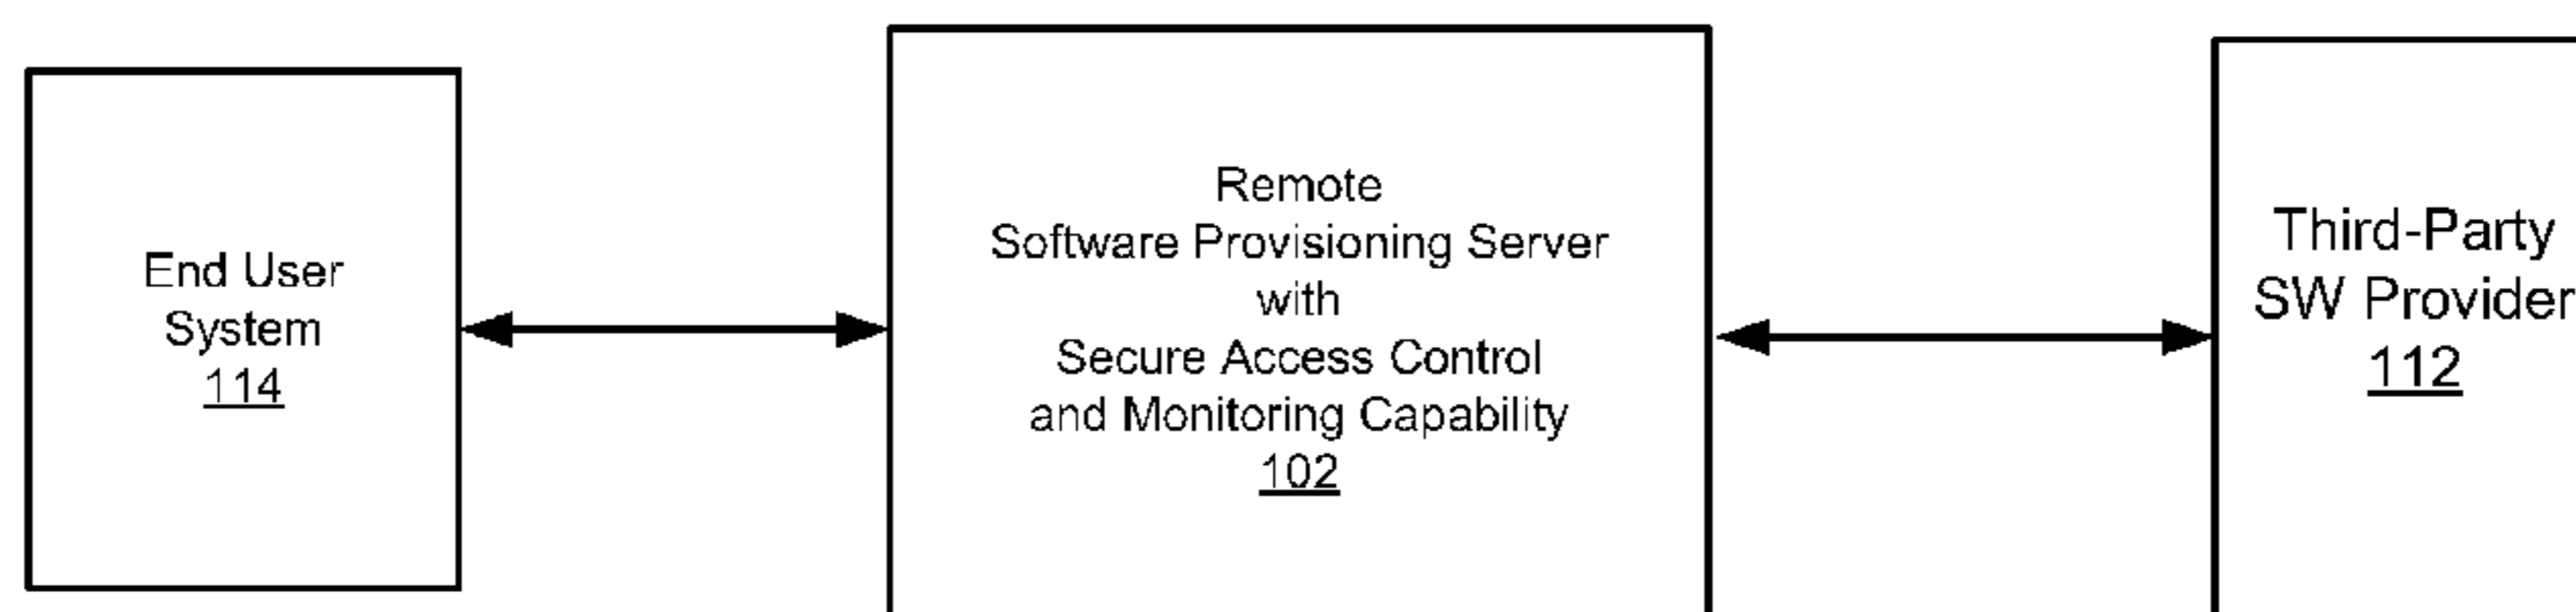 End User
System
114
Remote
Software Provisioning Server
with
Secure Access Control
and Monitoring Capability
102
Third-Party
SW Provider
112